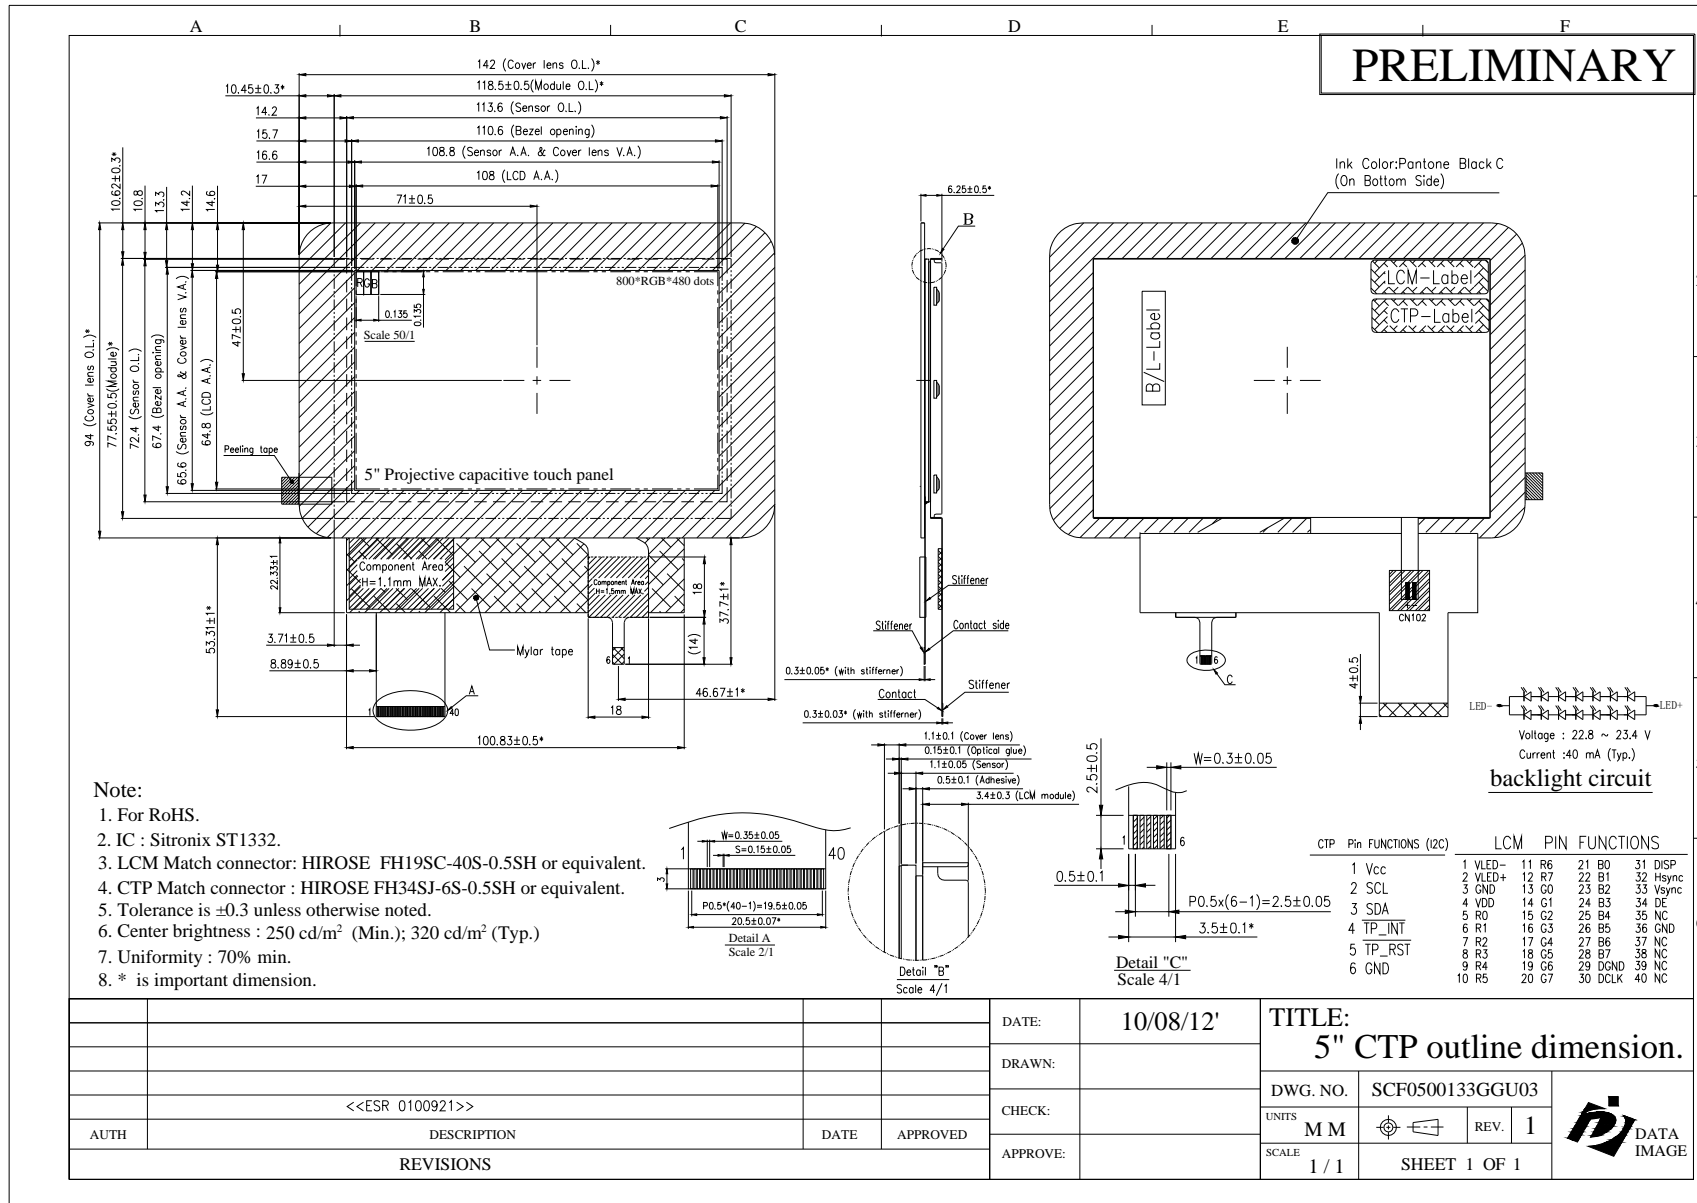 A B C D E F
PRELIMINARY
142 (Cover lens O.L.)*
10.45±0.3*
118.5±0.5(Module O.L)*
14.2
113.6 (Sensor O.L.)
15.7
110.6 (Bezel opening)
16.6
108.8 (Sensor A.A. & Cover lens V.A.)
17
108 (LCD A.A.)
71±0.5
10.62±0.3*
10.8
13.3
14.2
14.6
94 (Cover lens O.L.)*
77.55±0.5(Module)*
72.4 (Sensor O.L.)
67.4 (Bezel opening)
65.6 (Sensor A.A. & Cover lens V.A.)
64.8 (LCD A.A.)
47±0.5
RGB
800*RGB*480 dots
0.135
0.135
Scale 50/1
Peeling tape
5" Projective capacitive touch panel
Component Area
H=1.1mm MAX.
Component Area
H=1.5mm MAX.
22.33±1
53.31±1*
18
(14)
37.7±1*
3.71±0.5
8.89±0.5
Mylar tape
6 1
46.67±1*
A
1 40
18
100.83±0.5*
6.25±0.5*
B
Stiffener
Stiffener
Contact side
0.3±0.05* (with stifferner)
Contact
Stiffener
0.3±0.03* (with stifferner)
Ink Color:Pantone Black C
(On Bottom Side)
LCM-Label
CTP-Label
B/L-Label
CN102
1 6
C
4±0.5
LED-
LED+
Voltage : 22.8 ~ 23.4 V
Current :40 mA (Typ.)
backlight circuit
1.1±0.1 (Cover lens)
0.15±0.1 (Optical glue)
1.1±0.05 (Sensor)
0.5±0.1 (Adhesive)
3.4±0.3 (LCM module)
Detail "B"
Scale 4/1
2.5±0.5
W=0.3±0.05
1 6
0.5±0.1
P0.5x(6-1)=2.5±0.05
3.5±0.1*
Detail "C"
Scale 4/1
W=0.35±0.05
S=0.15±0.05
1 40
3
P0.5*(40-1)=19.5±0.05
20.5±0.07*
Detail A
Scale 2/1
Note:
1. For RoHS.
2. IC : Sitronix ST1332.
3. LCM Match connector: HIROSE FH19SC-40S-0.5SH or equivalent.
4. CTP Match connector : HIROSE FH34SJ-6S-0.5SH or equivalent.
5. Tolerance is ±0.3 unless otherwise noted.
6. Center brightness : 250 cd/m² (Min.); 320 cd/m² (Typ.)
7. Uniformity : 70% min.
8. * is important dimension.
CTP Pin FUNCTIONS (I2C)
1 Vcc
2 SCL
3 SDA
4 TP_INT
5 TP_RST
6 GND
LCM PIN FUNCTIONS
1 VLED- 11 R6 21 B0 31 DISP
2 VLED+ 12 R7 22 B1 32 Hsync
3 GND 13 G0 23 B2 33 Vsync
4 VDD 14 G1 24 B3 34 DE
5 R0 15 G2 25 B4 35 NC
6 R1 16 G3 26 B5 36 GND
7 R2 17 G4 27 B6 37 NC
8 R3 18 G5 28 B7 38 NC
9 R4 19 G6 29 DGND 39 NC
10 R5 20 G7 30 DCLK 40 NC
<<ESR 0100921>>
AUTH DESCRIPTION DATE APPROVED
REVISIONS
DATE: 10/08/12'
DRAWN:
CHECK:
APPROVE:
TITLE:
5" CTP outline dimension.
DWG. NO. SCF0500133GGU03
UNITS MM REV. 1
SCALE 1 / 1 SHEET 1 OF 1
DATA
IMAGE